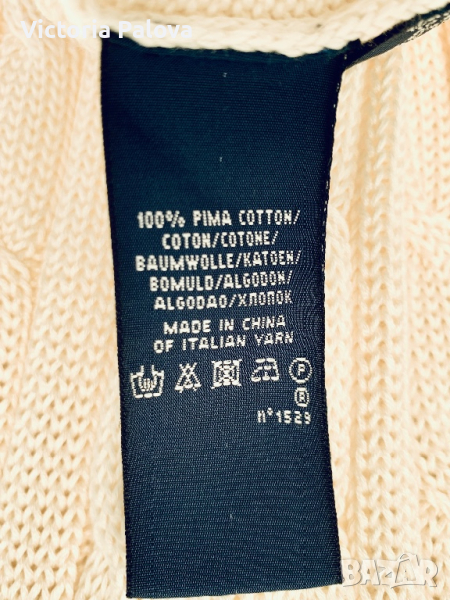 Victoria Palova
100% PIMA COTTON/
COTON/COTONE/
BAUMWOLLE/KATOEN/
BOMULD/ALGODON/
ALGODAO/ХЛОПОК
MADE IN CHINA
OF ITALIAN YARN
P
R
n°1529
BAZAR